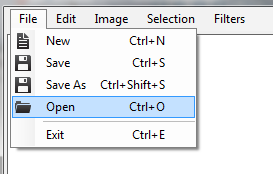 File Edit Image Selection Filters
New Ctrl+N
Save Ctrl+S
Save As Ctrl+Shift+S
Open Ctrl+O
Exit Ctrl+E